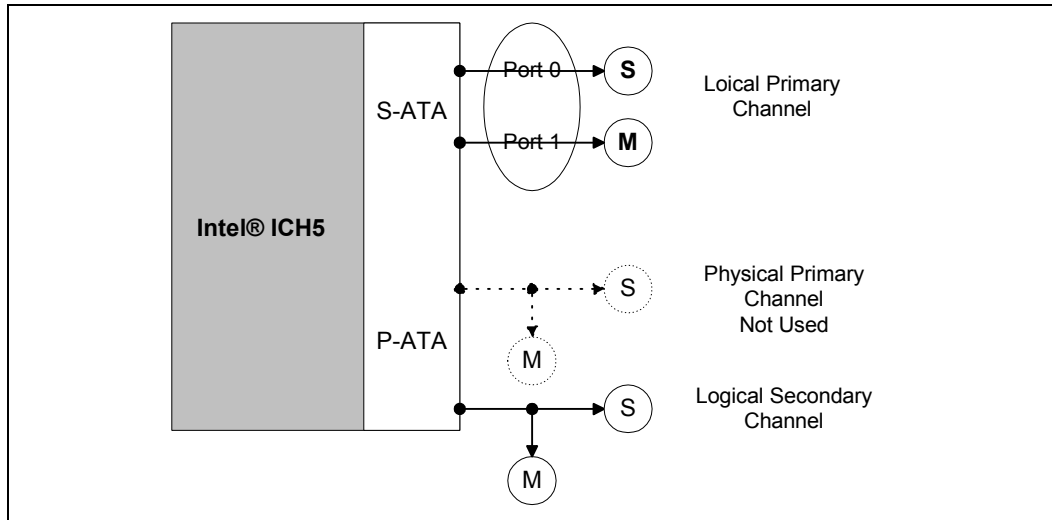 Port 0
S
Loical Primary
Channel
S-ATA
Port 1
M
Intel® ICH5
Physical Primary
Channel
Not Used
S
P-ATA
M
Logical Secondary
Channel
S
M